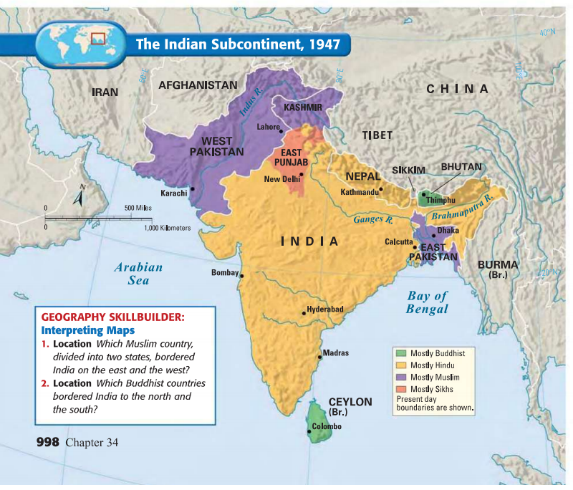 The Indian Subcontinent, 1947
42°N
IRAN
AFGHANISTAN
CHINA
Indus R.
KASHMIR
Lahore
TIBET
WEST
PAKISTAN
EAST
PUNJAB
New Delhi
NEPAL
Kathmandu
SIKKIM
BHUTAN
Thimphu
Karachi
N
0
500 Miles
0
1,000 Kilometers
Ganges R.
Brahmaputra R.
INDIA
Calcutta
Dhaka
EAST
PAKISTAN
BURMA
(Br.)
Arabian
Sea
Bombay
Bay of
Bengal
Hyderabad
Madras
GEOGRAPHY SKILLBUILDER:
Interpreting Maps
1. Location Which Muslim country,
divided into two states, bordered
India on the east and the west?
2. Location Which Buddhist countries
bordered India to the north and
the south?
Mostly Buddhist
Mostly Hindu
Mostly Muslim
Mostly Sikhs
Present day
boundaries are shown.
CEYLON
(Br.)
Colombo
998 Chapter 34